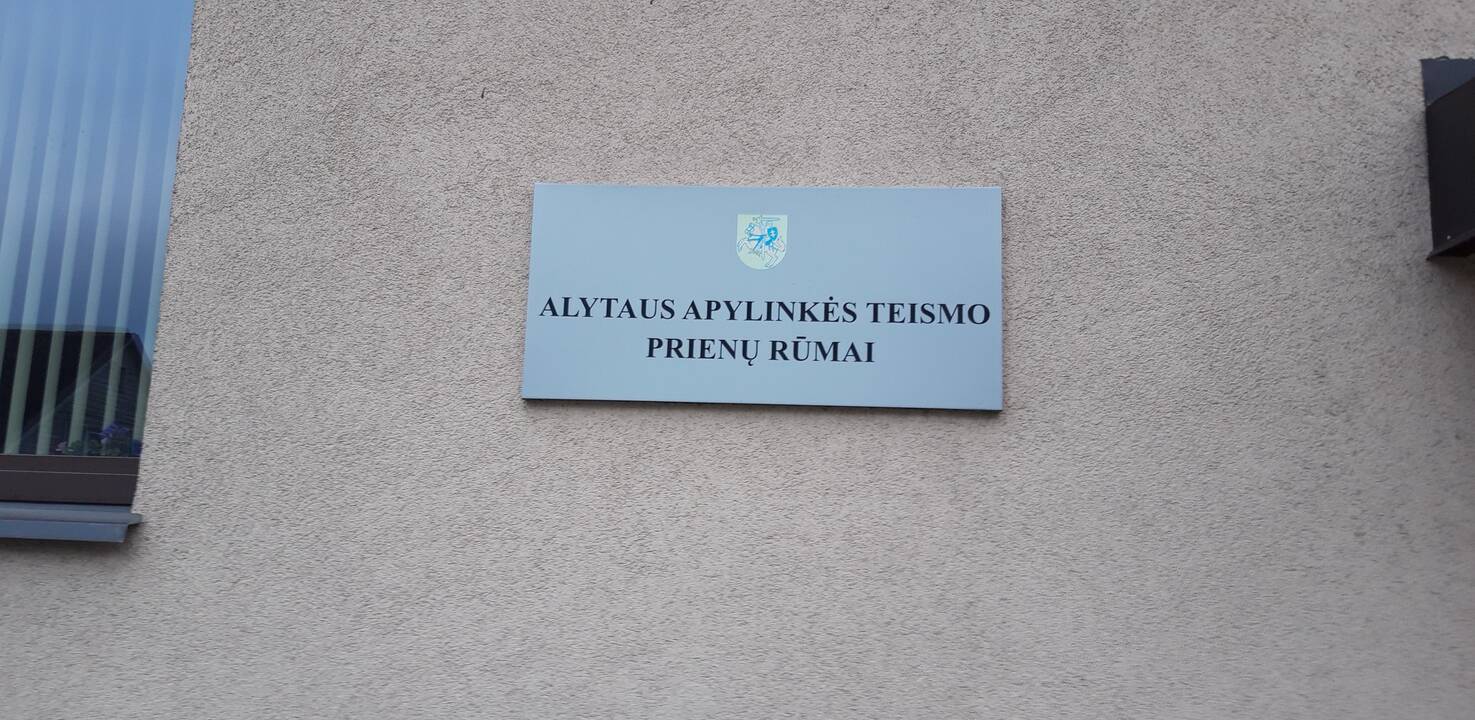 ALYTAUS APYLINKĖS TEISMO
PRIENŲ RŪMAI